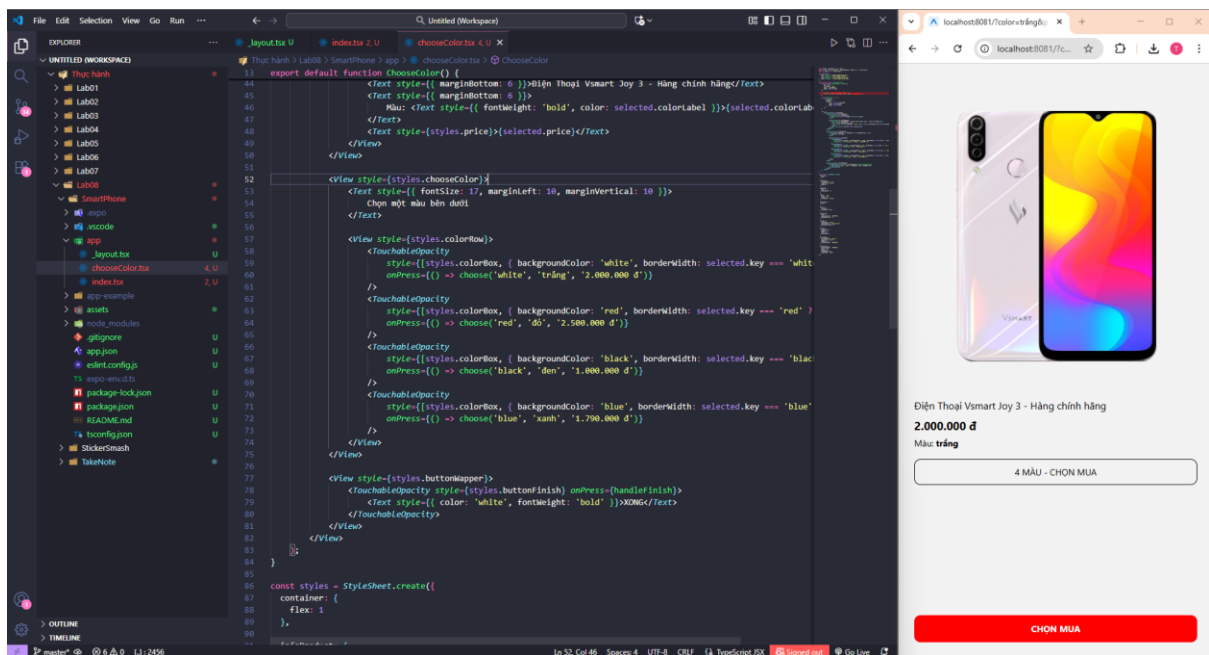 File Edit Selection View Go Run ···
Untitled (Workspace)
EXPLORER
UNTITLED (WORKSPACE)
Thực hành
Lab01
Lab02
Lab03
Lab04
Lab05
Lab06
Lab07
Lab08
SmartPhone
.expo
.vscode
app
_layout.tsx U
chooseColor.tsx 4, U
index.tsx 2, U
app-example
assets
node_modules
.gitignore U
app.json U
eslint.config.js U
expo-env.d.ts
package-lock.json U
package.json U
README.md U
tsconfig.json U
StickerSmash
TakeNote
OUTLINE
TIMELINE
_layout.tsx U index.tsx 2, U chooseColor.tsx 4, U
Thực hành > Lab08 > SmartPhone > app > chooseColor.tsx > ChooseColor
13 export default function ChooseColor() {
44 <Text style={{ marginBottom: 6 }}>Điện Thoại Vsmart Joy 3 - Hàng chính hãng</Text>
45 <Text style={{ marginBottom: 6 }}>
46 Màu: <Text style={{ fontWeight: 'bold', color: selected.colorLabel }}>{selected.colorLab
47 </Text>
48 <Text style={styles.price}>{selected.price}</Text>
49 </View>
50 </View>
51
52 <View style={styles.chooseColor}>
53 <Text style={{ fontSize: 17, marginLeft: 10, marginVertical: 10 }}>
54 Chọn một màu bên dưới
55 </Text>
56
57 <View style={styles.colorRow}>
58 <TouchableOpacity
59 style={[styles.colorBox, { backgroundColor: 'white', borderWidth: selected.key === 'whit
60 onPress={() => choose('white', 'trắng', '2.000.000 đ')}
61 />
62 <TouchableOpacity
63 style={[styles.colorBox, { backgroundColor: 'red', borderWidth: selected.key === 'red' ?
64 onPress={() => choose('red', 'đỏ', '2.500.000 đ')}
65 />
66 <TouchableOpacity
67 style={[styles.colorBox, { backgroundColor: 'black', borderWidth: selected.key === 'blac
68 onPress={() => choose('black', 'đen', '1.000.000 đ')}
69 />
70 <TouchableOpacity
71 style={[styles.colorBox, { backgroundColor: 'blue', borderWidth: selected.key === 'blue'
72 onPress={() => choose('blue', 'xanh', '1.790.000 đ')}
73 />
74 </View>
75 </View>
76
77 <View style={styles.buttonWapper}>
78 <TouchableOpacity style={styles.buttonFinish} onPress={handleFinish}>
79 <Text style={{ color: 'white', fontWeight: 'bold' }}>XONG</Text>
80 </TouchableOpacity>
81 </View>
82 </View>
83 );
84 }
85
86 const styles = StyleSheet.create({
87 container: {
88 flex: 1
89 },
90
master* 6 0 : 2456
Ln 52, Col 46 Spaces: 4 UTF-8 CRLF TypeScript JSX Signed out Go Live
localhost:8081/?color=trắng&
localhost:8081/?c...
VSMART
Điện Thoại Vsmart Joy 3 - Hàng chính hãng
2.000.000 đ
Màu: trắng
4 MÀU - CHỌN MUA
CHỌN MUA